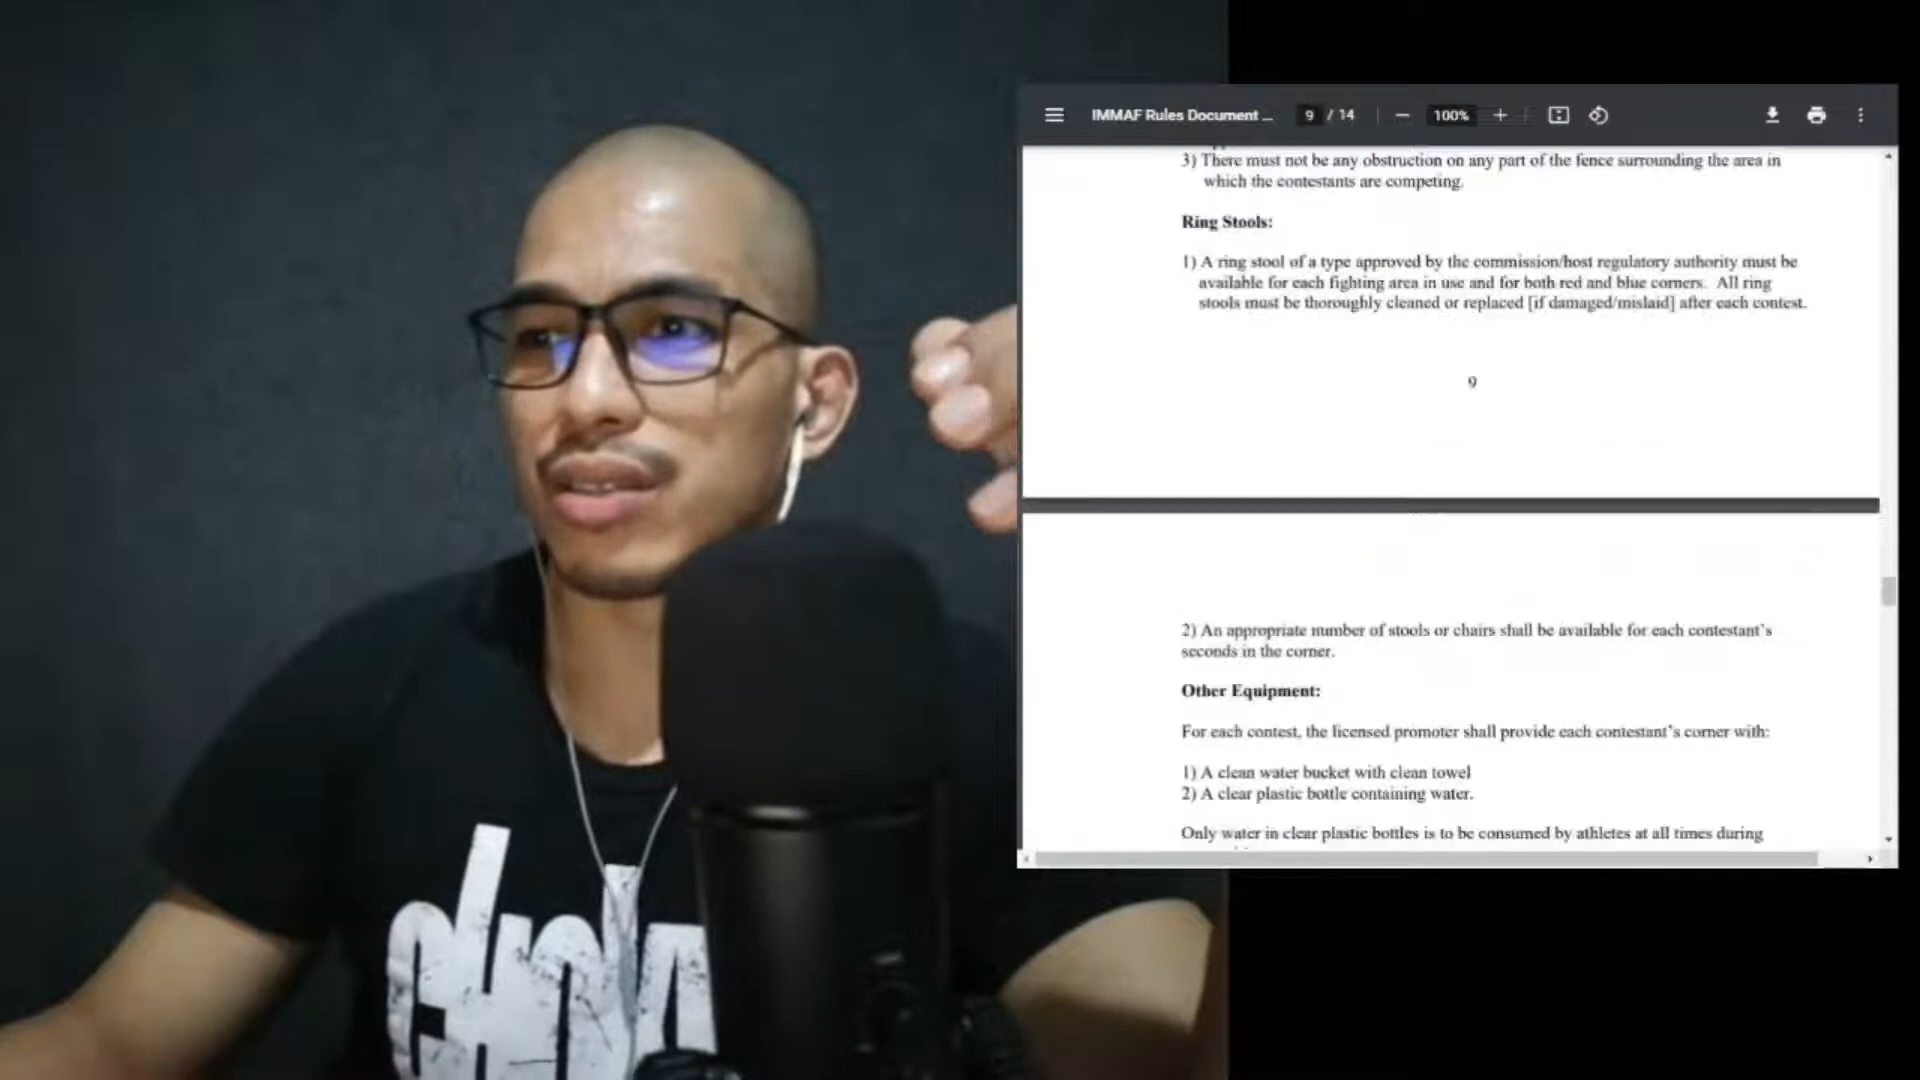 IMMAF Rules Document ...
9 / 14
100%
3) There must not be any obstruction on any part of the fence surrounding the area in
which the contestants are competing.
Ring Stools:
1) A ring stool of a type approved by the commission/host regulatory authority must be
available for each fighting area in use and for both red and blue corners. All ring
stools must be thoroughly cleaned or replaced [if damaged/mislaid] after each contest.
9
2) An appropriate number of stools or chairs shall be available for each contestant's
seconds in the corner.
Other Equipment:
For each contest, the licensed promoter shall provide each contestant's corner with:
1) A clean water bucket with clean towel
2) A clear plastic bottle containing water.
Only water in clear plastic bottles is to be consumed by athletes at all times during